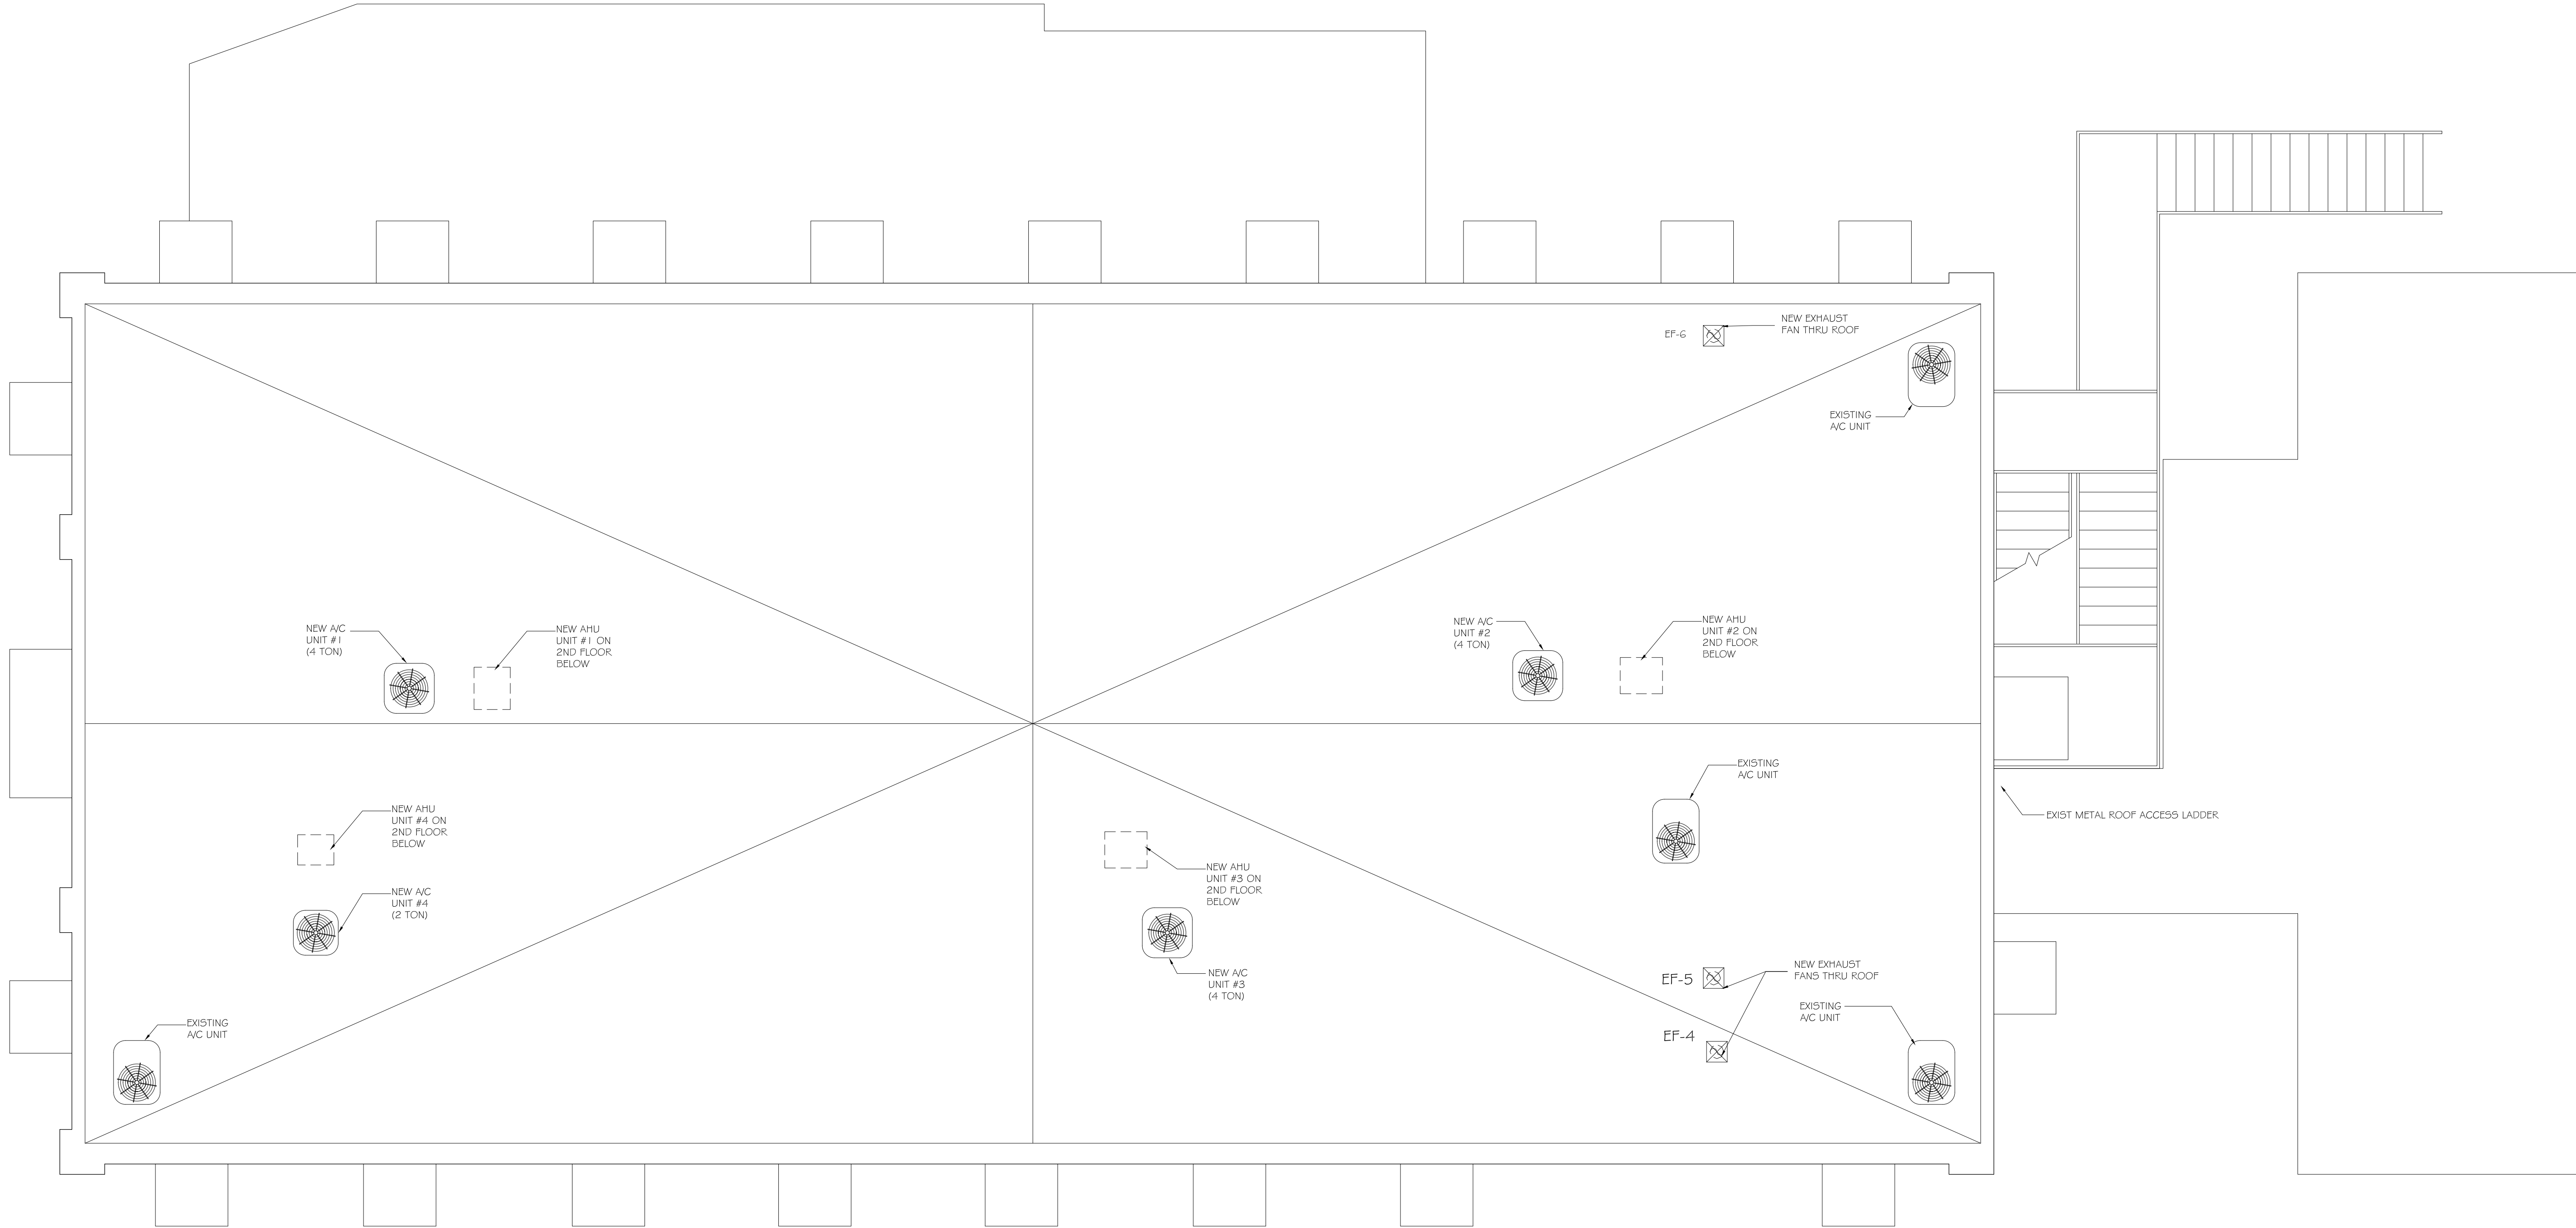 EF-6
NEW EXHAUST
FAN THRU ROOF
EXISTING
A/C UNIT
NEW A/C
UNIT #1
(4 TON)
NEW AHU
UNIT #1 ON
2ND FLOOR
BELOW
NEW A/C
UNIT #2
(4 TON)
NEW AHU
UNIT #2 ON
2ND FLOOR
BELOW
EXISTING
A/C UNIT
EXIST METAL ROOF ACCESS LADDER
NEW AHU
UNIT #4 ON
2ND FLOOR
BELOW
NEW A/C
UNIT #4
(2 TON)
NEW AHU
UNIT #3 ON
2ND FLOOR
BELOW
NEW A/C
UNIT #3
(4 TON)
EF-5
NEW EXHAUST
FANS THRU ROOF
EF-4
EXISTING
A/C UNIT
EXISTING
A/C UNIT